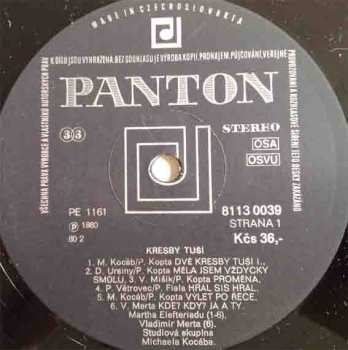 MADE IN CZECHOSLOVAKIA
VŠECHNA PRÁVA VÝROBCE A VLASTNÍKŮ AUTORSKÝCH PRÁV K DÍLU JSOU VYHRAZENA. BEZ SOUHLASU JE VÝROBA KOPIÍ, PRONÁJEM, PŮJČOVÁNÍ, VEŘEJNÉ PROVOZOVÁNÍ A ROZHLASOVÉ ŠÍŘENÍ TÉTO DESKY ZAKÁZÁNO
PANTON
33
STEREO
OSA
OSVU
PE 1161
8113 0039
℗ 1980
STRANA 1
80 2
Kčs 36,-
KRESBY TUŠÍ
1. M. Kocáb/P. Kopta DVĚ KRESBY TUŠÍ I.,
2. D. Ursiny/P. Kopta MĚLA JSEM VŽDYCKY
SMŮLU, 3. V. Mišík/P. Kopta PROMĚNA,
4. P. Větrovec/P. Fiala HRÁL SIS HRÁL,
5. M. Kocáb/P. Kopta VÝLET PO ŘECE,
6. V. Merta KDE? KDY? JÁ A TY.
Martha Elefteriedu (1-6),
Vladimír Merta (6),
Studiová skupina
Michaela Kocába.